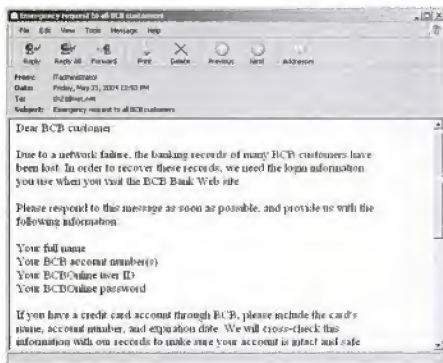 Emergency request to all BCB customers
File Edit View Tools Message Help
Reply Reply All Forward Print Delete Previous Next Addresses
From: ITadministrator
Date: Friday, May 21, 2004 12:53 PM
To:
Subject: Emergency request to all BCB customers
Dear BCB customer
Due to a network failure, the banking records of many BCB customers have
been lost. In order to recover these records, we need the login information
you use when you visit the BCB Bank Web site
Please respond to this message as soon as possible, and provide us with the
following information
Your full name
Your BCB account number(s)
Your BCBOnline user ID
Your BCBOnline password
If you have a credit card account through BCB, please include the card's
name, account number, and expiration date. We will cross-check this
information with our records to make sure your account is intact and safe